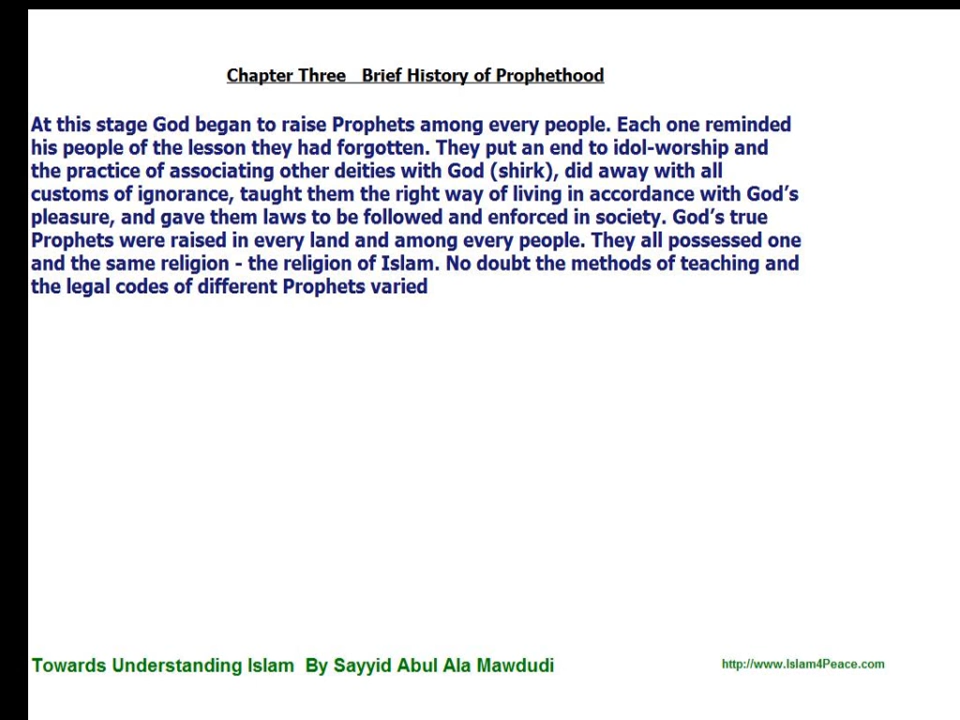 Chapter Three   Brief History of Prophethood
At this stage God began to raise Prophets among every people. Each one reminded
his people of the lesson they had forgotten. They put an end to idol-worship and
the practice of associating other deities with God (shirk), did away with all
customs of ignorance, taught them the right way of living in accordance with God’s
pleasure, and gave them laws to be followed and enforced in society. God’s true
Prophets were raised in every land and among every people. They all possessed one
and the same religion - the religion of Islam. No doubt the methods of teaching and
the legal codes of different Prophets varied
Towards Understanding Islam  By Sayyid Abul Ala Mawdudi
http://www.Islam4Peace.com